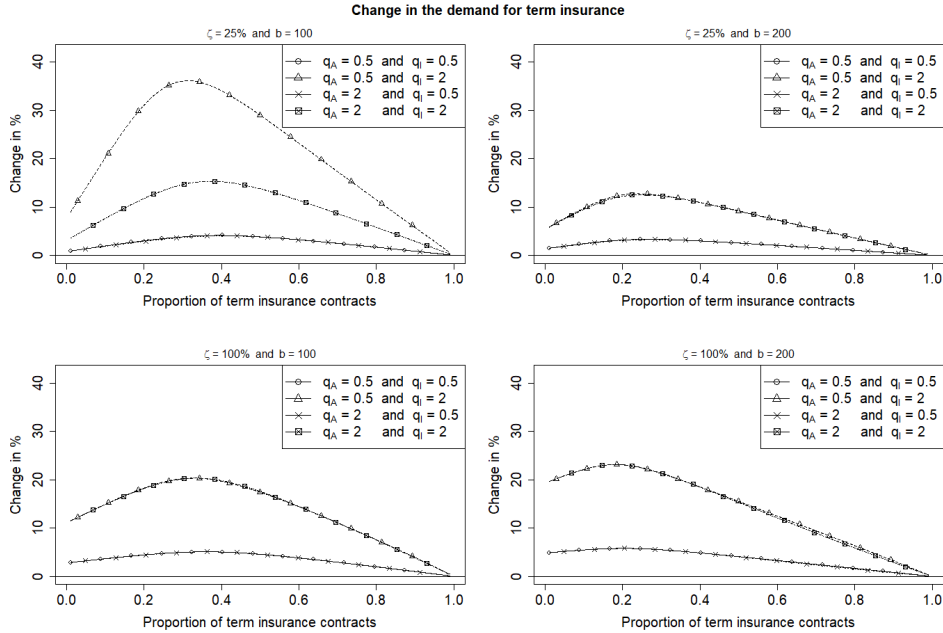 Change in the demand for term insurance
ζ = 25% and b = 100
q_A = 0.5 and q_I = 0.5
q_A = 0.5 and q_I = 2
q_A = 2 and q_I = 0.5
q_A = 2 and q_I = 2
Change in %
40
30
20
10
0
0.0 0.2 0.4 0.6 0.8 1.0
Proportion of term insurance contracts
ζ = 25% and b = 200
q_A = 0.5 and q_I = 0.5
q_A = 0.5 and q_I = 2
q_A = 2 and q_I = 0.5
q_A = 2 and q_I = 2
Change in %
40
30
20
10
0
0.0 0.2 0.4 0.6 0.8 1.0
Proportion of term insurance contracts
ζ = 100% and b = 100
q_A = 0.5 and q_I = 0.5
q_A = 0.5 and q_I = 2
q_A = 2 and q_I = 0.5
q_A = 2 and q_I = 2
Change in %
40
30
20
10
0
0.0 0.2 0.4 0.6 0.8 1.0
Proportion of term insurance contracts
ζ = 100% and b = 200
q_A = 0.5 and q_I = 0.5
q_A = 0.5 and q_I = 2
q_A = 2 and q_I = 0.5
q_A = 2 and q_I = 2
Change in %
40
30
20
10
0
0.0 0.2 0.4 0.6 0.8 1.0
Proportion of term insurance contracts